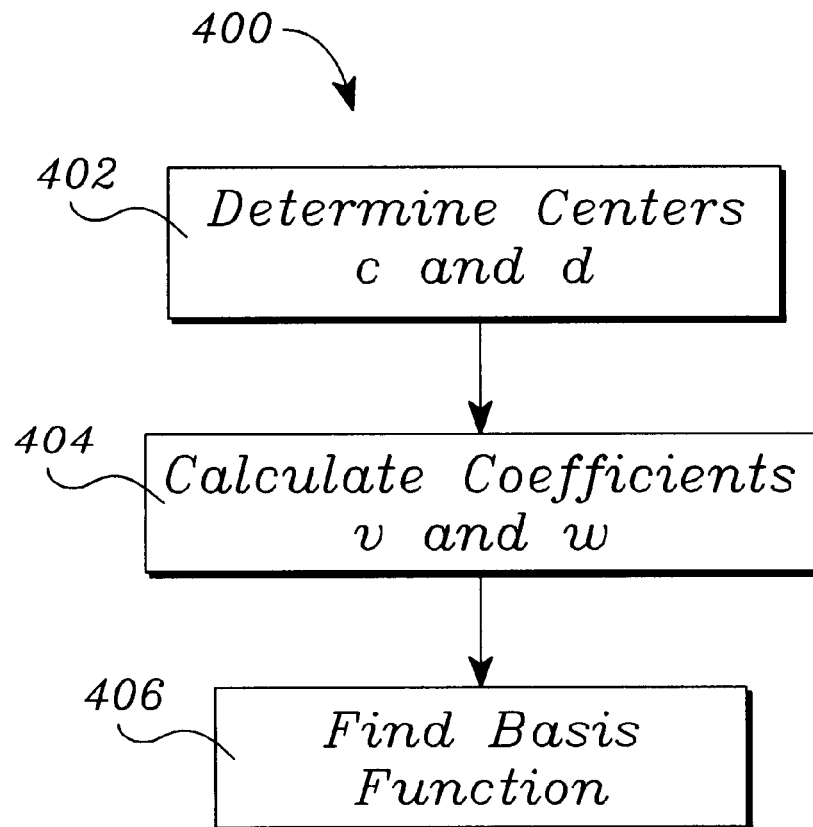 400
402
Determine Centers
c and d
404
Calculate Coefficients
v and w
406
Find Basis
Function